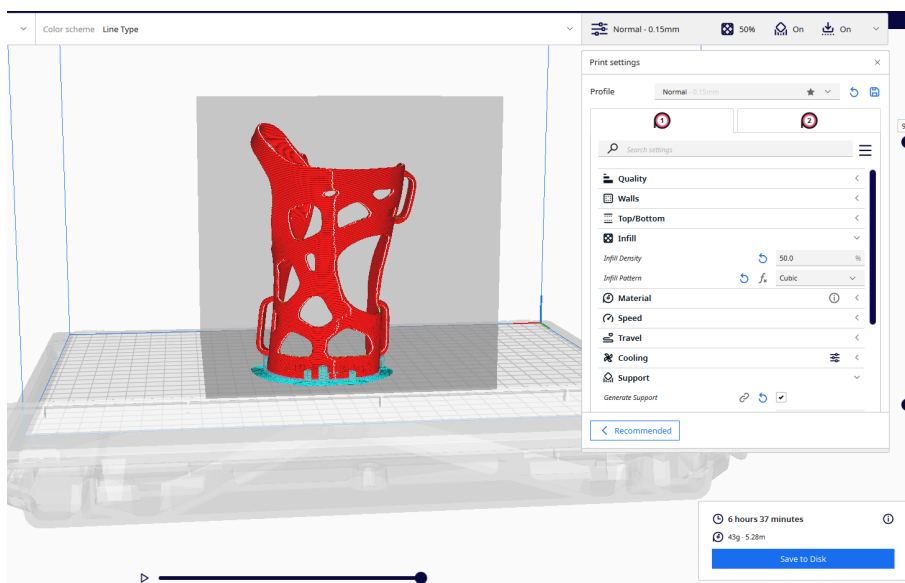 Color scheme Line Type
Normal - 0.15mm 50% On On
Print settings
Profile Normal - 0.15mm
1 2
Search settings
Quality
Walls
Top/Bottom
Infill
Infill Density 50.0 %
Infill Pattern fx Cubic
Material
Speed
Travel
Cooling
Support
Generate Support
Recommended
6 hours 37 minutes
43g · 5.28m
Save to Disk